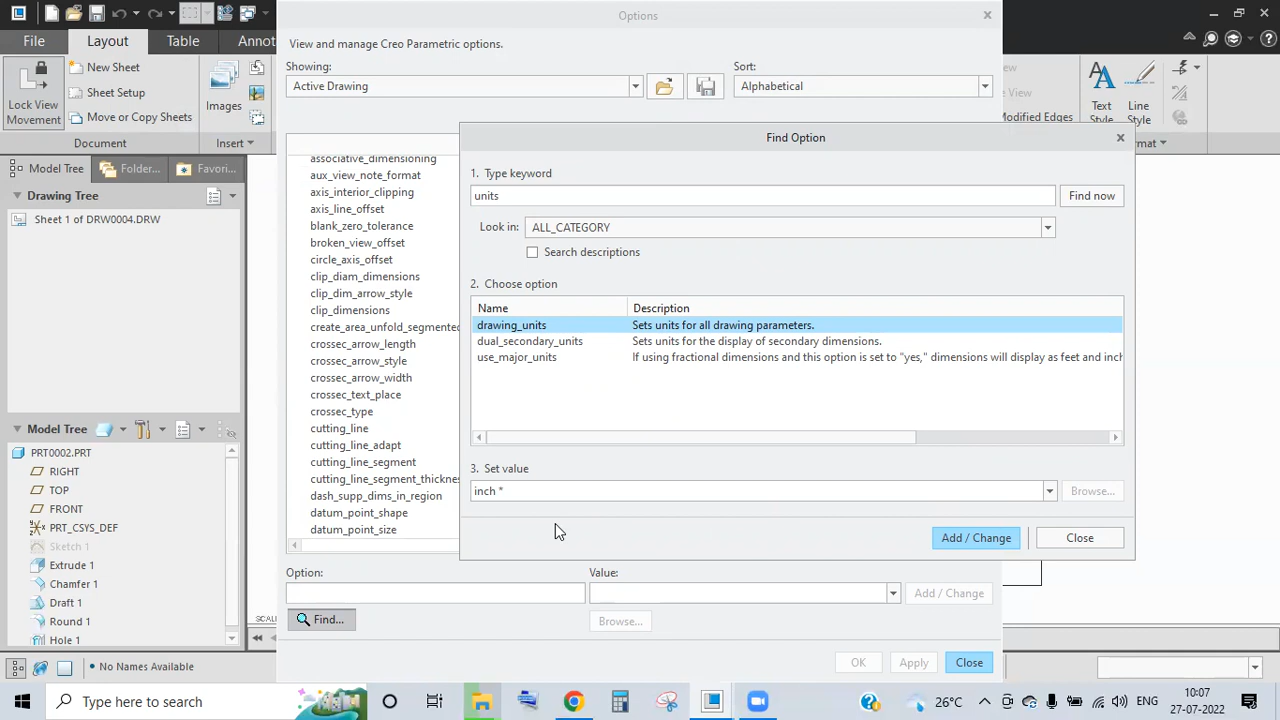 Options
View and manage Creo Parametric options.
Showing:
Sort:
Active Drawing
Alphabetical
File
Layout
Table
Annot
New Sheet
Sheet Setup
Move or Copy Sheets
Lock View
Movement
Images
Document
Insert
Text
Style
Line
Style
Modified Edges
Find Option
1. Type keyword
units
Find now
Look in:
ALL_CATEGORY
Search descriptions
2. Choose option
Name
Description
drawing_units
Sets units for all drawing parameters.
dual_secondary_units
Sets units for the display of secondary dimensions.
use_major_units
If using fractional dimensions and this option is set to "yes," dimensions will display as feet and inch
3. Set value
inch *
Browse...
Add / Change
Close
Model Tree
Folder...
Favori...
Drawing Tree
Sheet 1 of DRW0004.DRW
Model Tree
PRT0002.PRT
RIGHT
TOP
FRONT
PRT_CSYS_DEF
Sketch 1
Extrude 1
Chamfer 1
Draft 1
Round 1
Hole 1
associative_dimensioning
aux_view_note_format
axis_interior_clipping
axis_line_offset
blank_zero_tolerance
broken_view_offset
circle_axis_offset
clip_diam_dimensions
clip_dim_arrow_style
clip_dimensions
create_area_unfold_segmented
crossec_arrow_length
crossec_arrow_style
crossec_arrow_width
crossec_text_place
crossec_type
cutting_line
cutting_line_adapt
cutting_line_segment
cutting_line_segment_thicknes
dash_supp_dims_in_region
datum_point_shape
datum_point_size
Option:
Value:
Add / Change
Find...
Browse...
OK
Apply
Close
SCALE
No Names Available
Type here to search
26°C
ENG
10:07
27-07-2022